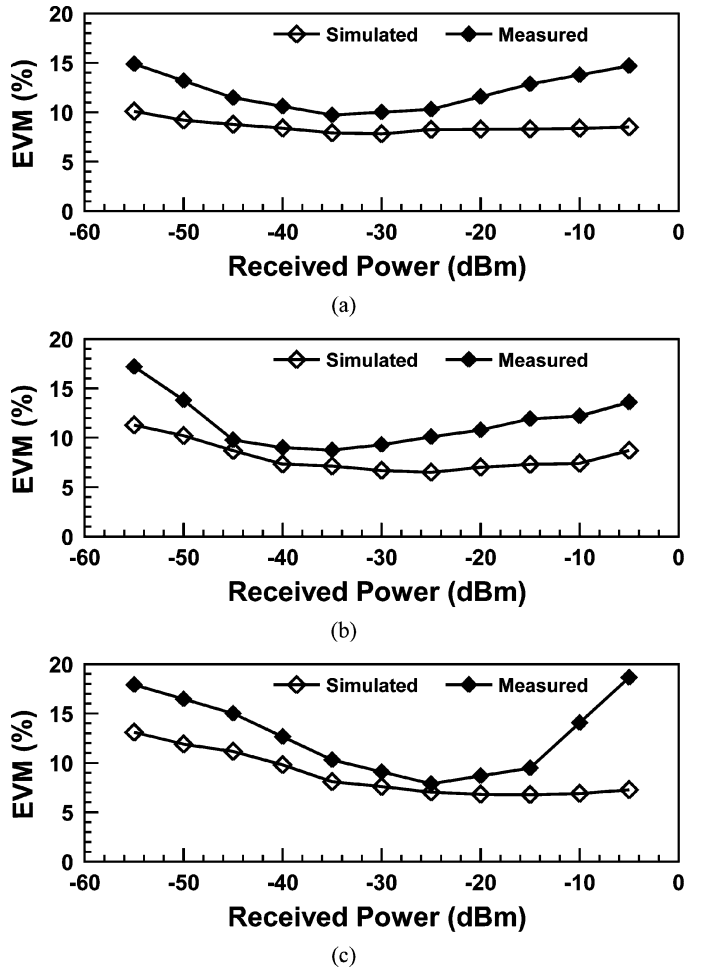 20
Simulated
Measured
15
10
5
0
EVM (%)
-60 -50 -40 -30 -20 -10 0
Received Power (dBm)
(a)
20
Simulated
Measured
15
10
5
0
EVM (%)
-60 -50 -40 -30 -20 -10 0
Received Power (dBm)
(b)
20
Simulated
Measured
15
10
5
0
EVM (%)
-60 -50 -40 -30 -20 -10 0
Received Power (dBm)
(c)